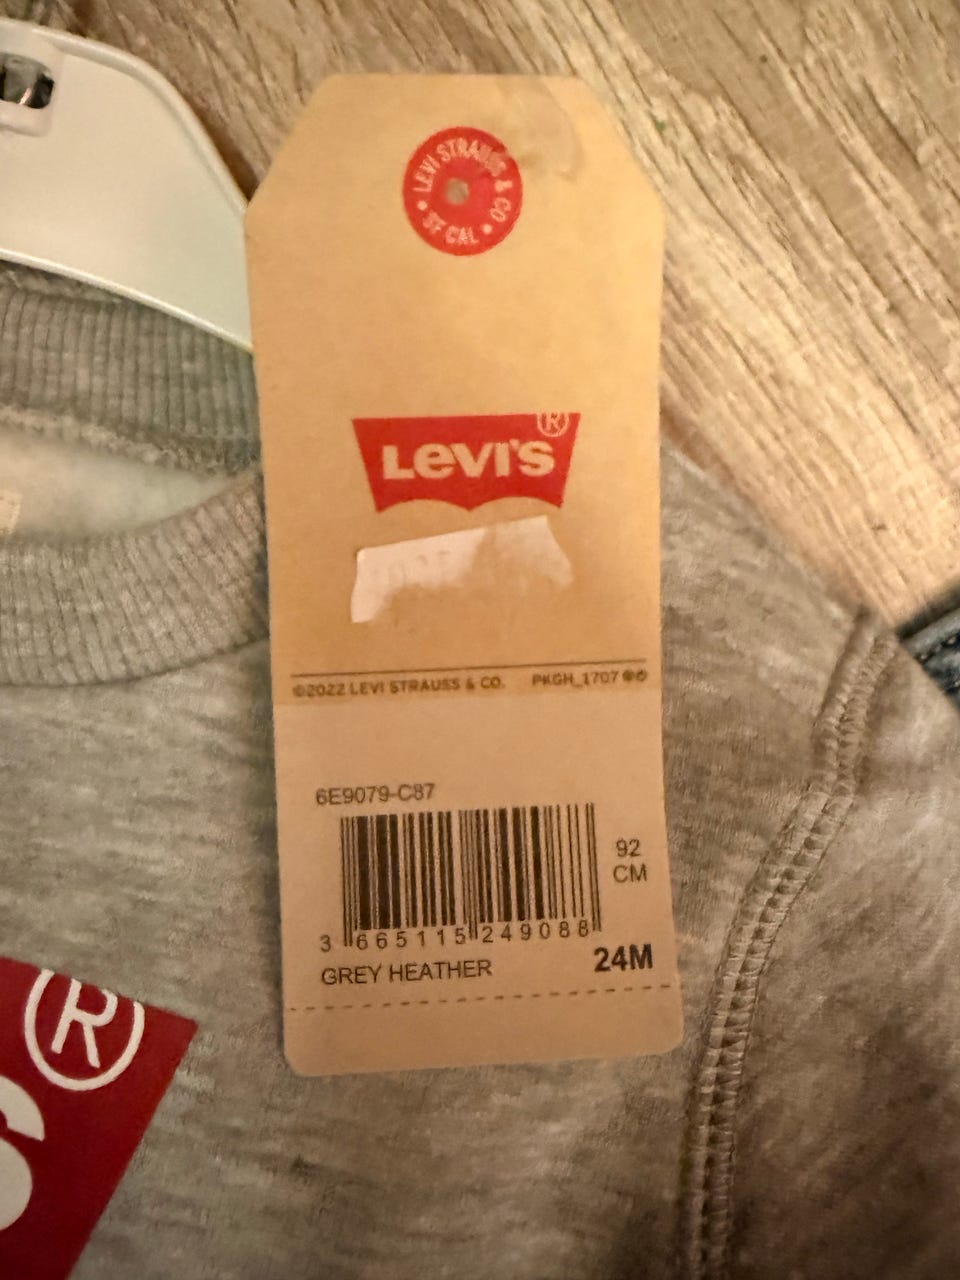 LEVI STRAUSS & CO
• SF CAL •
LEVI'S®
©2022 LEVI STRAUSS & CO. PKGH_1707
6E9079-C87
92
CM
3 665115 249088
GREY HEATHER 24M
®
S